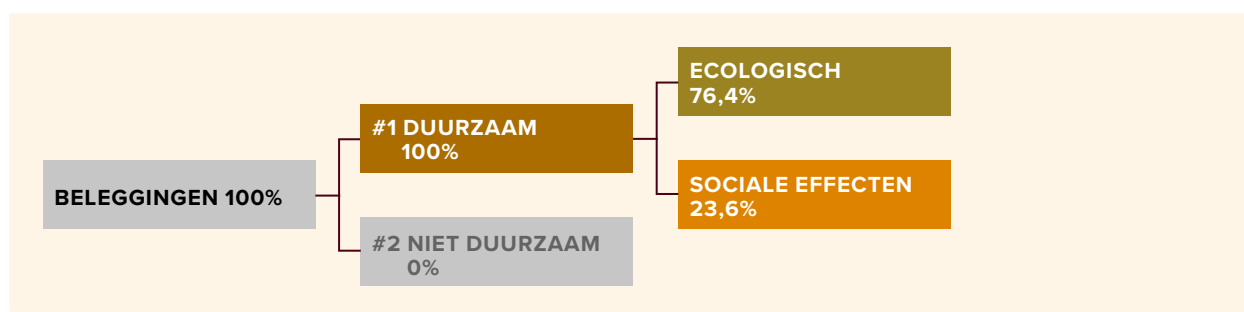 BELEGGINGEN 100%
#1 DUURZAAM
100%
#2 NIET DUURZAAM
0%
ECOLOGISCH
76,4%
SOCIALE EFFECTEN
23,6%